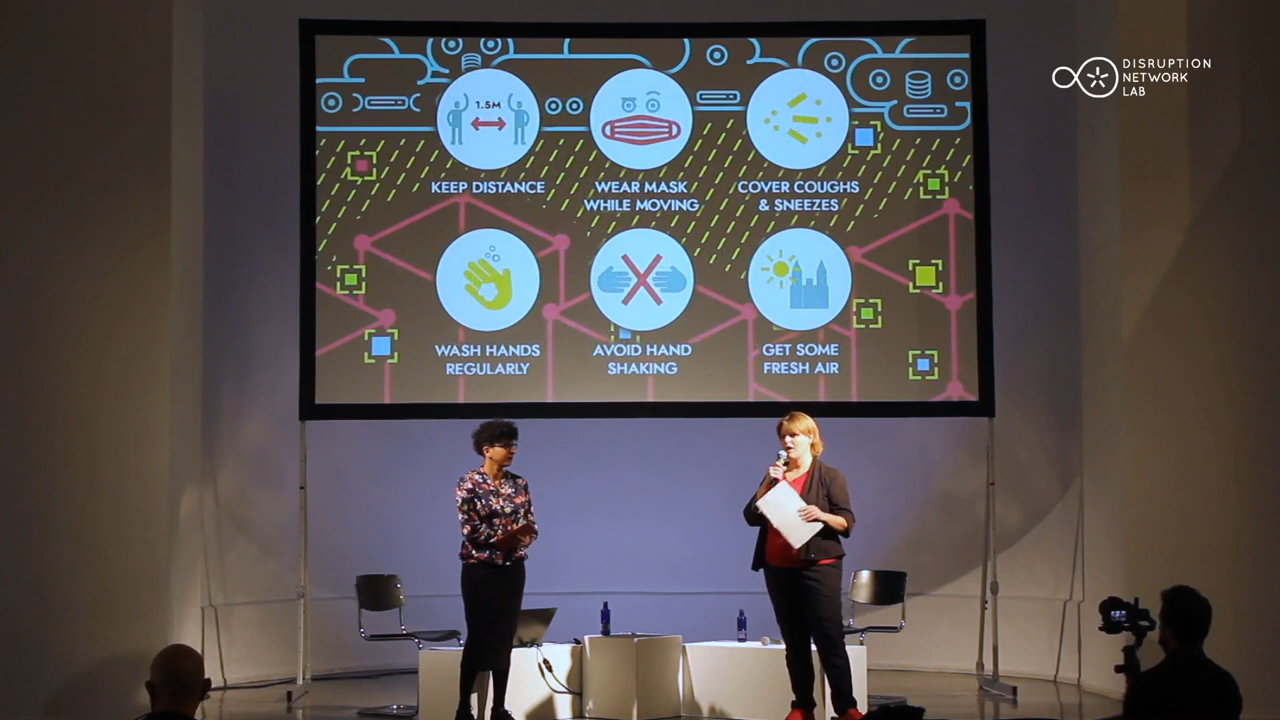 DISRUPTION
NETWORK
LAB
1.5M
KEEP DISTANCE
WEAR MASK
WHILE MOVING
COVER COUGHS
& SNEEZES
WASH HANDS
REGULARLY
AVOID HAND
SHAKING
GET SOME
FRESH AIR